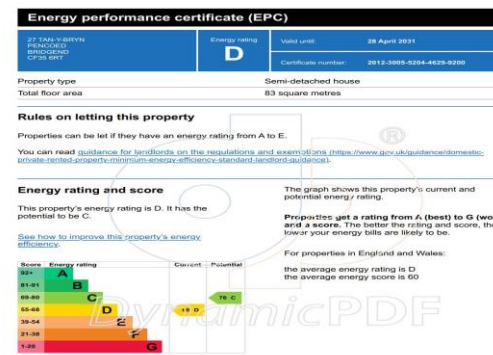 Energy performance certificate (EPC)
27 TAN-Y-BRYN
PENCOED
BRIDGEND
CF35 6RT
Energy rating
D
Valid until: 28 April 2031
Certificate number: 2012-3005-5204-4625-9200
Property type Semi-detached house
Total floor area 83 square metres
Rules on letting this property
Properties can be let if they have an energy rating from A to E.
You can read guidance for landlords on the regulations and exemptions (https://www.gov.uk/guidance/domestic-
private-rented-property-minimum-energy-efficiency-standard-landlord-guidance).
Energy rating and score
This property's energy rating is D. It has the
potential to be C.
See how to improve this property's energy
efficiency.
The graph shows this property's current and
potential energy rating.
Properties get a rating from A (best) to G (wo
and a score. The better the rating and score, the
lower your energy bills are likely to be.
For properties in England and Wales:
the average energy rating is D
the average energy score is 60
Score Energy rating Current Potential
92+ A
81-91 B
69-80 C 76 C
55-68 D D
39-54 E
21-38 F
1-20 G
DynamicPDF
®